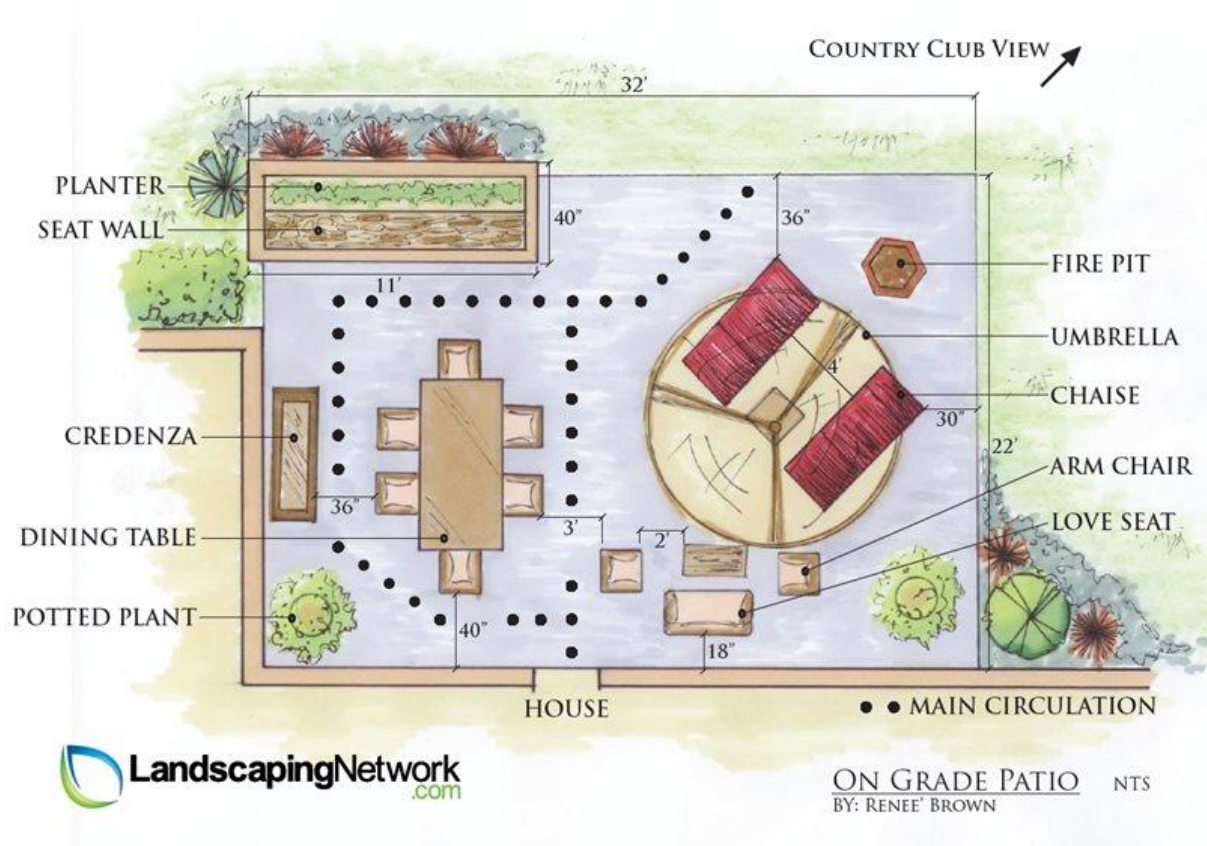 COUNTRY CLUB VIEW
32'
PLANTER
40"
36"
SEAT WALL
FIRE PIT
11'
UMBRELLA
4'
CHAISE
30"
CREDENZA
22'
ARM CHAIR
36"
3'
2'
LOVE SEAT
DINING TABLE
POTTED PLANT
40"
18"
HOUSE
MAIN CIRCULATION
LandscapingNetwork
.com
ON GRADE PATIO NTS
BY: RENEE' BROWN